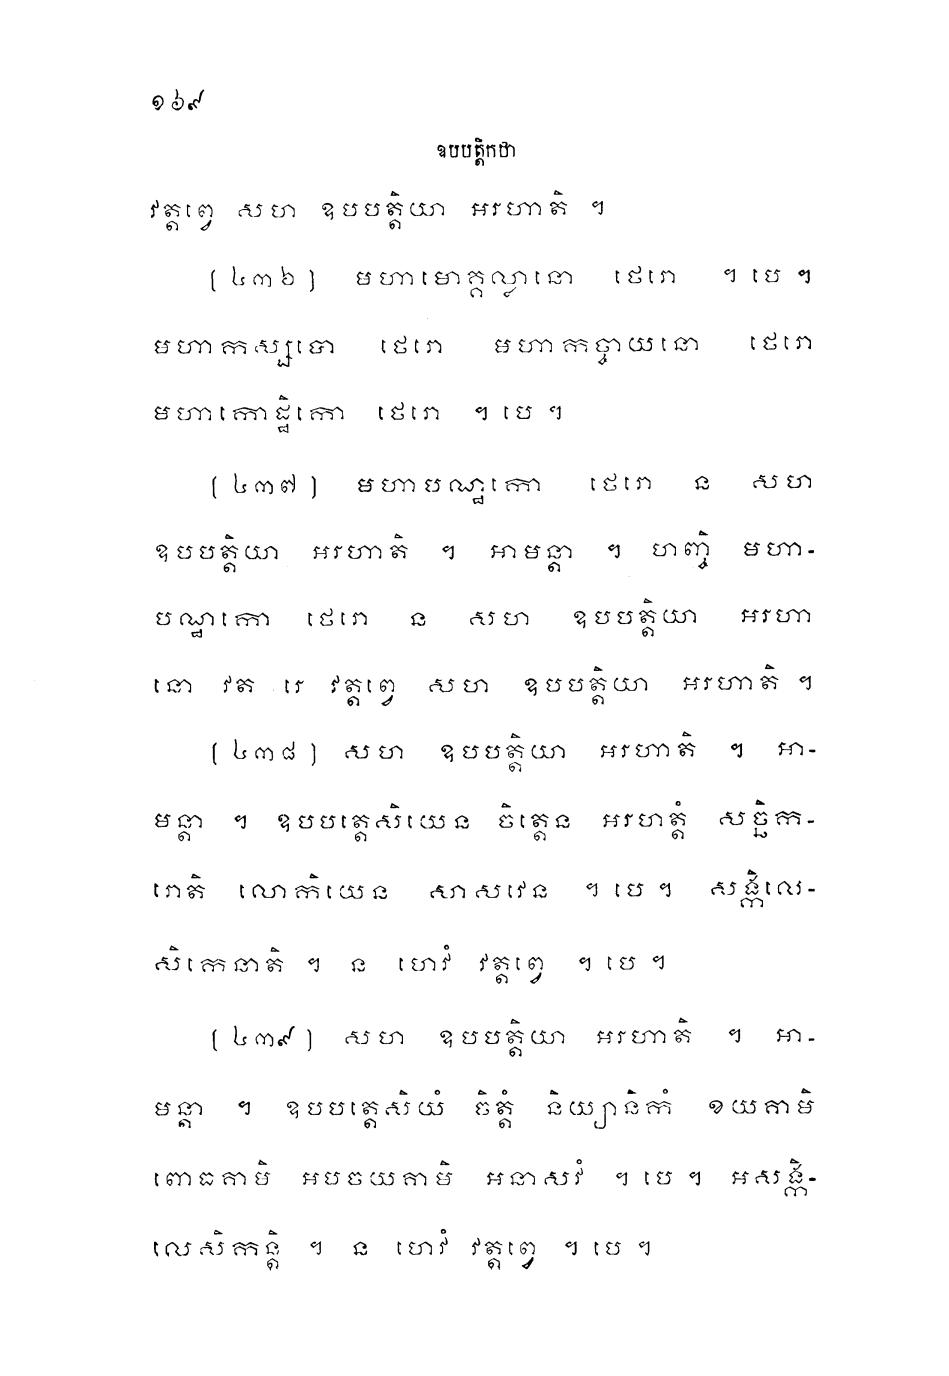 ១៦៩
ឧបបត្តិកថា
វត្តព្វេ សហ ឧបបត្តិយា អរហាតិ ។
(៤៣៦) មហាមោគ្គល្លានោ ថេរោ ។ បេ ។
មហាកស្សបោ ថេរោ មហាកច្ចាយនោ ថេរោ
មហាកោដ្ឋិកោ ថេរោ ។ បេ ។
(៤៣៧) មហាបណ្ឋកោ ថេរោ ន សហ
ឧបបត្តិយា អរហាតិ ។ អាមន្តា ។ ហញ្ចិ មហា-
បណ្ឋកោ ថេរោ ន សហ ឧបបត្តិយា អរហា
នោ វត រេ វត្តព្វេ សហ ឧបបត្តិយា អរហាតិ ។
(៤៣៨) សហ ឧបបត្តិយា អរហាតិ ។ អា-
មន្តា ។ ឧបបត្តេសិយេន ចិត្តេន អរហត្តំ សច្ឆិក-
រោតិ លោកិយេន សាសវេន ។ បេ ។ សង្កិលេ-
សិកេនាតិ ។ ន ហេវំ វត្តព្វេ ។ បេ ។
(៤៣៩) សហ ឧបបត្តិយា អរហាតិ ។ អា-
មន្តា ។ ឧបបត្តេសិយំ ចិត្តំ និយ្យានិកំ ខយគាមិ
ពោធគាមិ អបចយគាមិ អនាសវំ ។ បេ ។ អសង្កិ-
លេសិកន្តិ ។ ន ហេវំ វត្តព្វេ ។ បេ ។